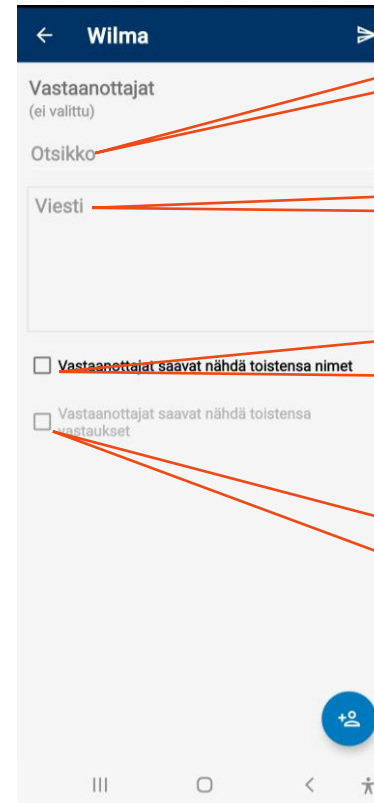 Wilma
Vastaanottajat
(ei valittu)
Otsikko
Viesti
Vastaanottajat saavat nähdä toistensa nimet
Vastaanottajat saavat nähdä toistensa
vastaukset